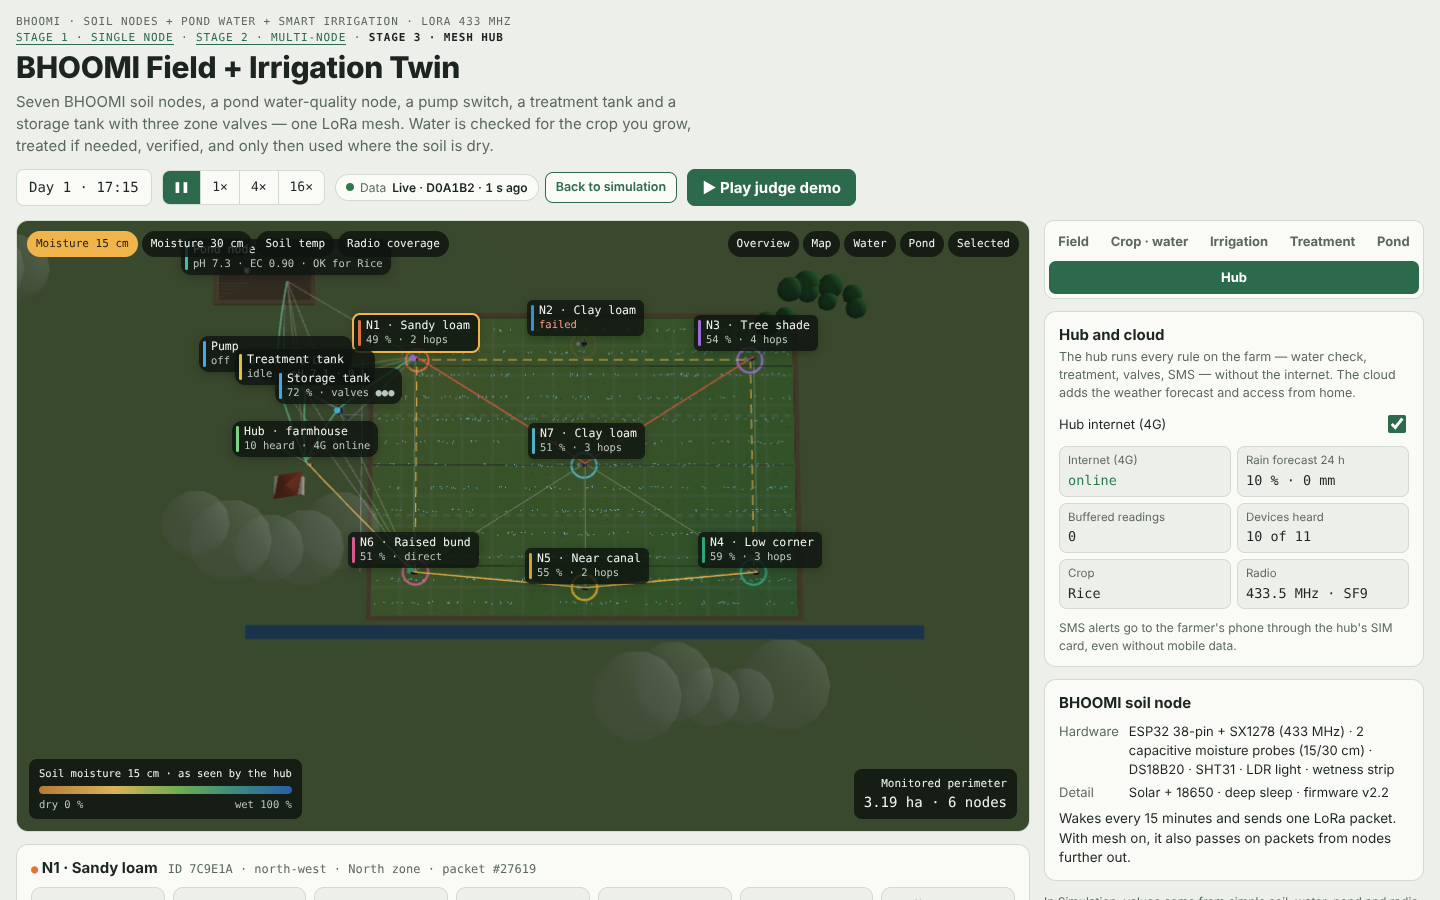 BHOOMI · SOIL NODES + POND WATER + SMART IRRIGATION · LORA 433 MHZ
STAGE 1 · SINGLE NODE · STAGE 2 · MULTI-NODE · STAGE 3 · MESH HUB
BHOOMI Field + Irrigation Twin
Seven BHOOMI soil nodes, a pond water-quality node, a pump switch, a treatment tank and a
storage tank with three zone valves — one LoRa mesh. Water is checked for the crop you grow,
treated if needed, verified, and only then used where the soil is dry.
Day 1 · 17:15
1× 4× 16×
Data Live · D0A1B2 · 1 s ago
Back to simulation
▶ Play judge demo
Moisture 15 cm
Moisture 30 cm
Soil temp
Radio coverage
Overview
Map
Water
Pond
Selected
Pond node
pH 7.3 · EC 0.90 · OK for Rice
N1 · Sandy loam
49 % · 2 hops
N2 · Clay loam
failed
N3 · Tree shade
54 % · 4 hops
Pump
off
Treatment tank
idle
Storage tank
72 % · valves ●●●
Hub · farmhouse
10 heard · 4G online
N7 · Clay loam
51 % · 3 hops
N6 · Raised bund
51 % · direct
N5 · Near canal
55 % · 2 hops
N4 · Low corner
59 % · 3 hops
Soil moisture 15 cm · as seen by the hub
dry 0 % wet 100 %
Monitored perimeter
3.19 ha · 6 nodes
N1 · Sandy loam ID 7C9E1A · north-west · North zone · packet #27619
Field Crop · water Irrigation Treatment Pond
Hub
Hub and cloud
The hub runs every rule on the farm — water check,
treatment, valves, SMS — without the internet. The cloud
adds the weather forecast and access from home.
Hub internet (4G)
Internet (4G)
online
Rain forecast 24 h
10 % · 0 mm
Buffered readings
0
Devices heard
10 of 11
Crop
Rice
Radio
433.5 MHz · SF9
SMS alerts go to the farmer's phone through the hub's SIM
card, even without mobile data.
BHOOMI soil node
Hardware ESP32 38-pin + SX1278 (433 MHz) · 2
capacitive moisture probes (15/30 cm) ·
DS18B20 · SHT31 · LDR light · wetness strip
Detail Solar + 18650 · deep sleep · firmware v2.2
Wakes every 15 minutes and sends one LoRa packet.
With mesh on, it also passes on packets from nodes
further out.